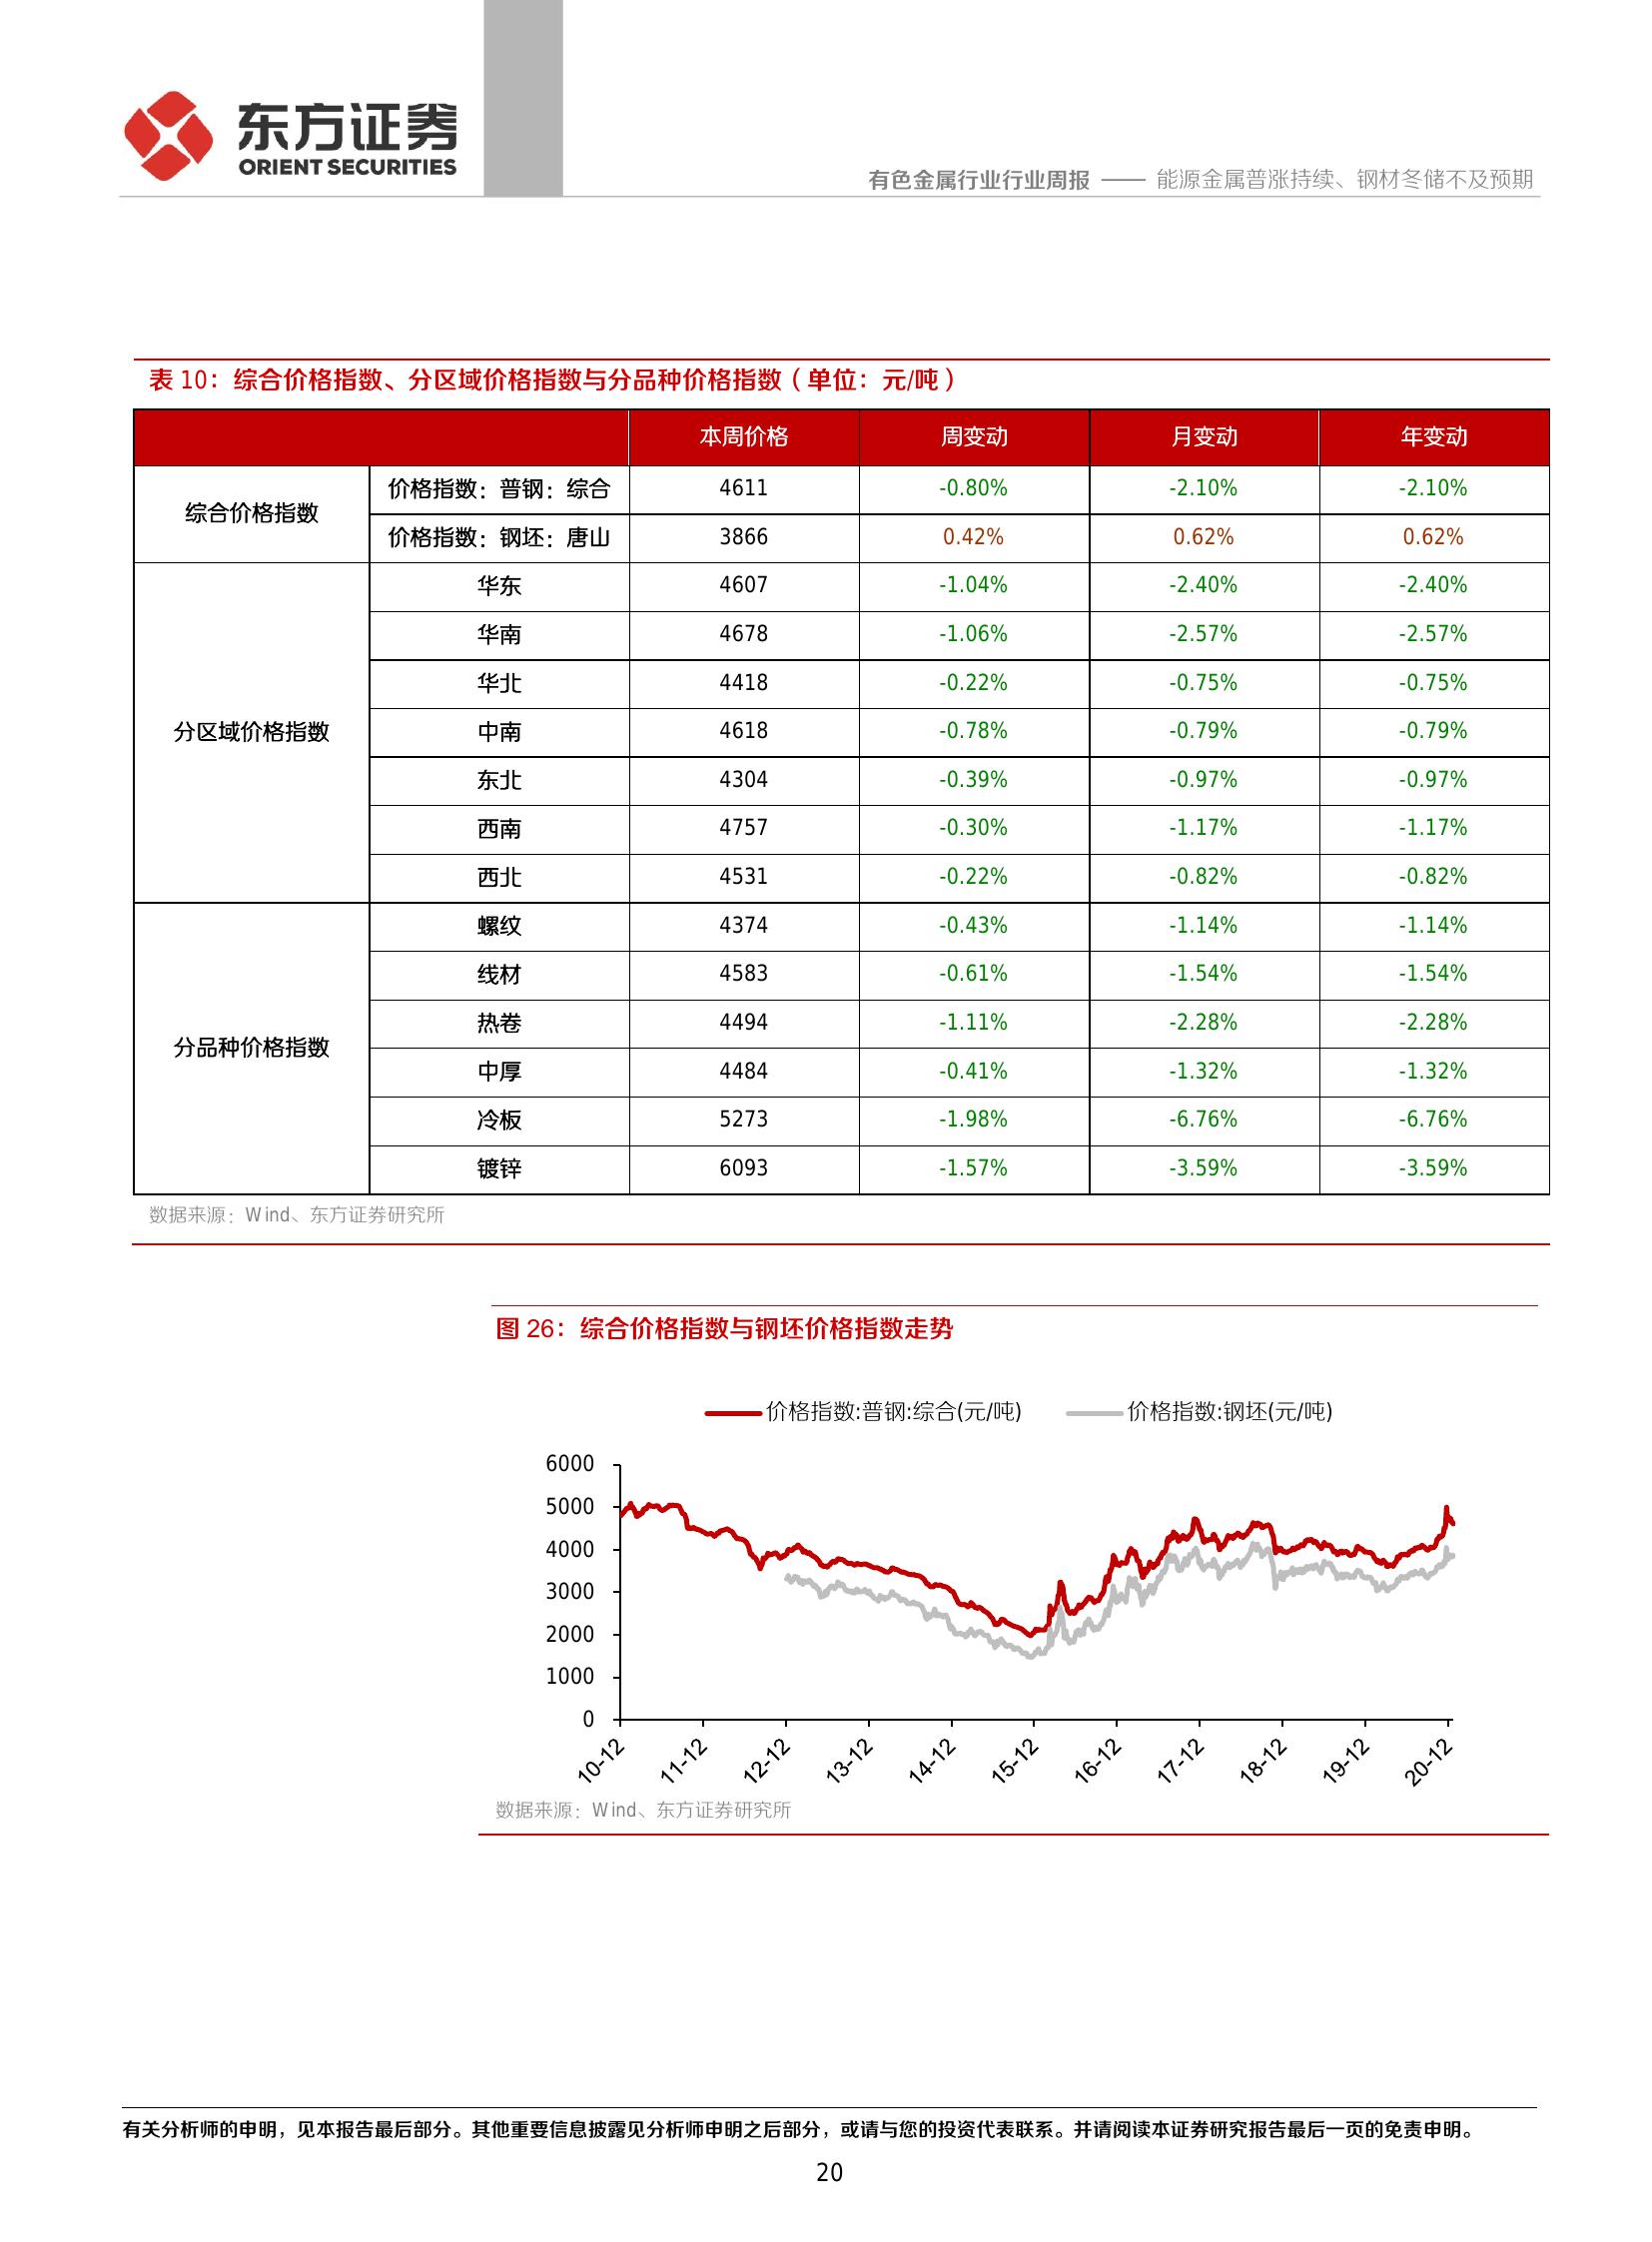 东方证券
ORIENT SECURITIES
有色金属行业行业周报 —— 能源金属普涨持续、钢材冬储不及预期
表 10：综合价格指数、分区域价格指数与分品种价格指数（单位：元/吨）
本周价格 周变动 月变动 年变动
综合价格指数 价格指数：普钢：综合 4611 -0.80% -2.10% -2.10%
价格指数：钢坯：唐山 3866 0.42% 0.62% 0.62%
分区域价格指数 华东 4607 -1.04% -2.40% -2.40%
华南 4678 -1.06% -2.57% -2.57%
华北 4418 -0.22% -0.75% -0.75%
中南 4618 -0.78% -0.79% -0.79%
东北 4304 -0.39% -0.97% -0.97%
西南 4757 -0.30% -1.17% -1.17%
西北 4531 -0.22% -0.82% -0.82%
分品种价格指数 螺纹 4374 -0.43% -1.14% -1.14%
线材 4583 -0.61% -1.54% -1.54%
热卷 4494 -1.11% -2.28% -2.28%
中厚 4484 -0.41% -1.32% -1.32%
冷板 5273 -1.98% -6.76% -6.76%
镀锌 6093 -1.57% -3.59% -3.59%
数据来源：Wind、东方证券研究所
图 26：综合价格指数与钢坯价格指数走势
价格指数:普钢:综合(元/吨) 价格指数:钢坯(元/吨)
6000
5000
4000
3000
2000
1000
0
10-12 11-12 12-12 13-12 14-12 15-12 16-12 17-12 18-12 19-12 20-12
数据来源：Wind、东方证券研究所
有关分析师的申明，见本报告最后部分。其他重要信息披露见分析师申明之后部分，或请与您的投资代表联系。并请阅读本证券研究报告最后一页的免责申明。
20